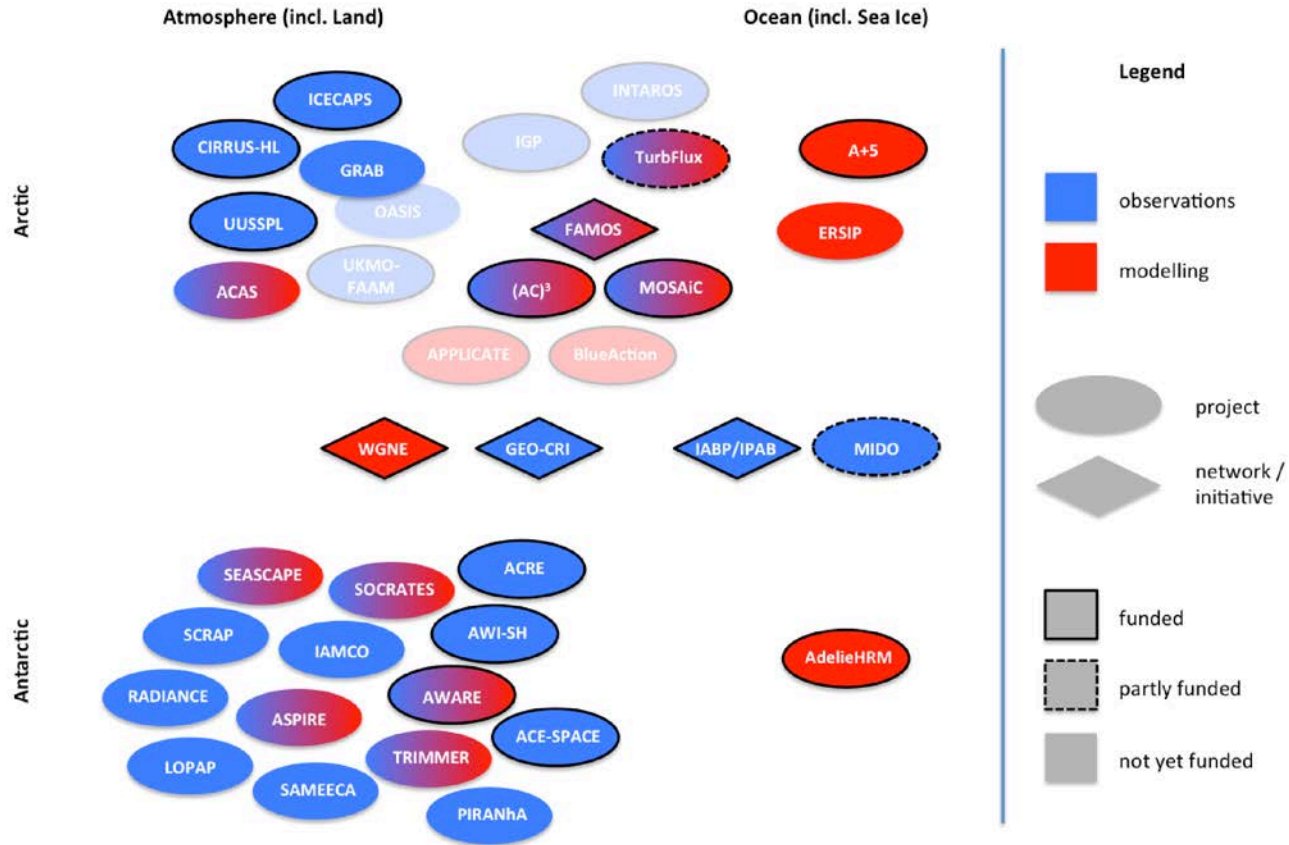 Atmosphere (incl. Land)
Ocean (incl. Sea Ice)
Legend
Arctic
ICECAPS
INTAROS
CIRRUS-HL
IGP
TurbFlux
A+5
GRAB
OASIS
UUSSPL
FAMOS
ERSIP
UKMO-
FAAM
ACAS
(AC)³
MOSAiC
APPLICATE
BlueAction
WGNE
GEO-CRI
IABP/IPAB
MIDO
Antarctic
SEASCAPE
SOCRATES
ACRE
SCRAP
IAMCO
AWI-SH
AdelieHRM
RADIANCE
ASPIRE
AWARE
ACE-SPACE
LOPAP
TRIMMER
SAMEECA
PIRANhA
observations
modelling
project
network /
initiative
funded
partly funded
not yet funded